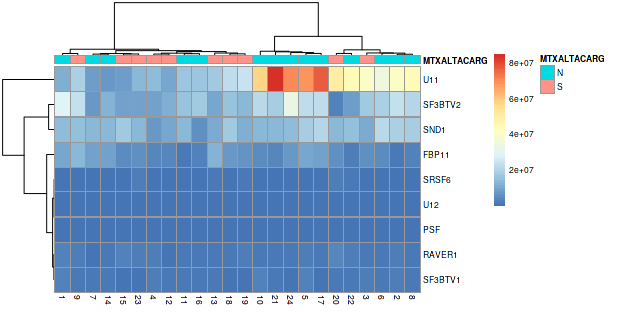 MTXALTACARG
U11
SF3BTV2
SND1
FBP11
SRSF6
U12
PSF
RAVER1
SF3BTV1
1 9 7 14 15 23 4 12 11 16 13 18 19 10 21 24 5 17 20 22 3 6 2 8
8e+07
6e+07
4e+07
2e+07
MTXALTACARG
N
S